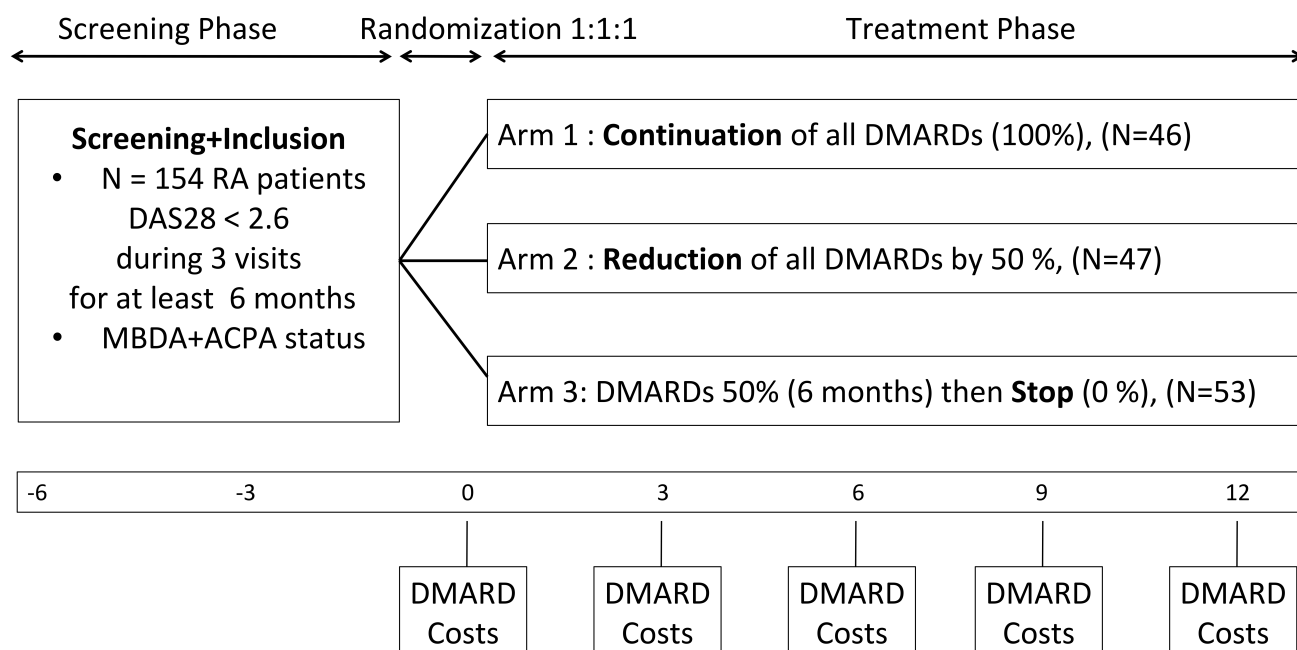 Screening Phase
Randomization 1:1:1
Treatment Phase
Screening+Inclusion
• N = 154 RA patients
DAS28 < 2.6
during 3 visits
for at least 6 months
• MBDA+ACPA status
Arm 1 : Continuation of all DMARDs (100%), (N=46)
Arm 2 : Reduction of all DMARDs by 50 %, (N=47)
Arm 3: DMARDs 50% (6 months) then Stop (0 %), (N=53)
-6 -3 0 3 6 9 12
DMARD
Costs
DMARD
Costs
DMARD
Costs
DMARD
Costs
DMARD
Costs